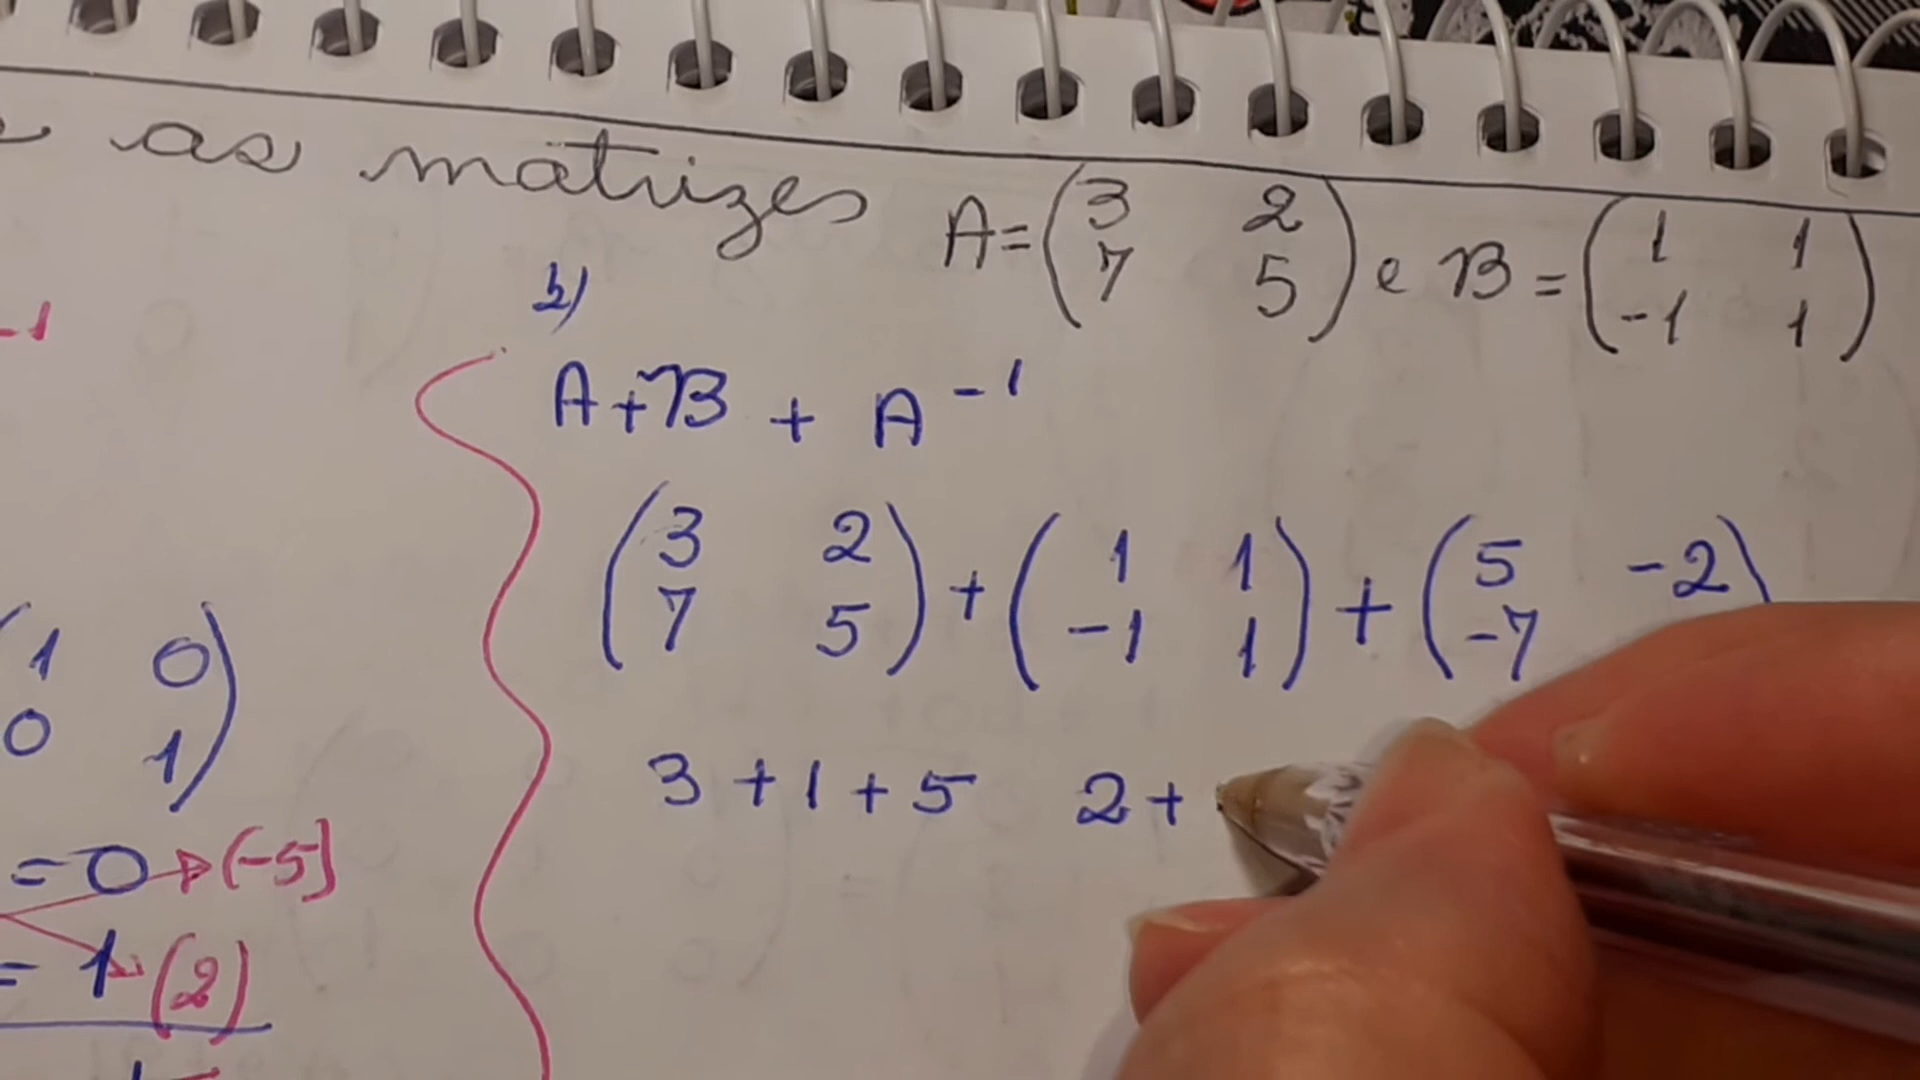 as matrizes A = ( 3 2 ; 7 5 ) e B = ( 1 1 ; -1 1 )
-1
b)
A+B + A^-1
( 3 2 ; 7 5 ) + ( 1 1 ; -1 1 ) + ( 5 -2 ; -7
3 + 1 + 5 2 +
( 1 0 ; 0 1 )
= 0 → (-5)
= 1 → (2)